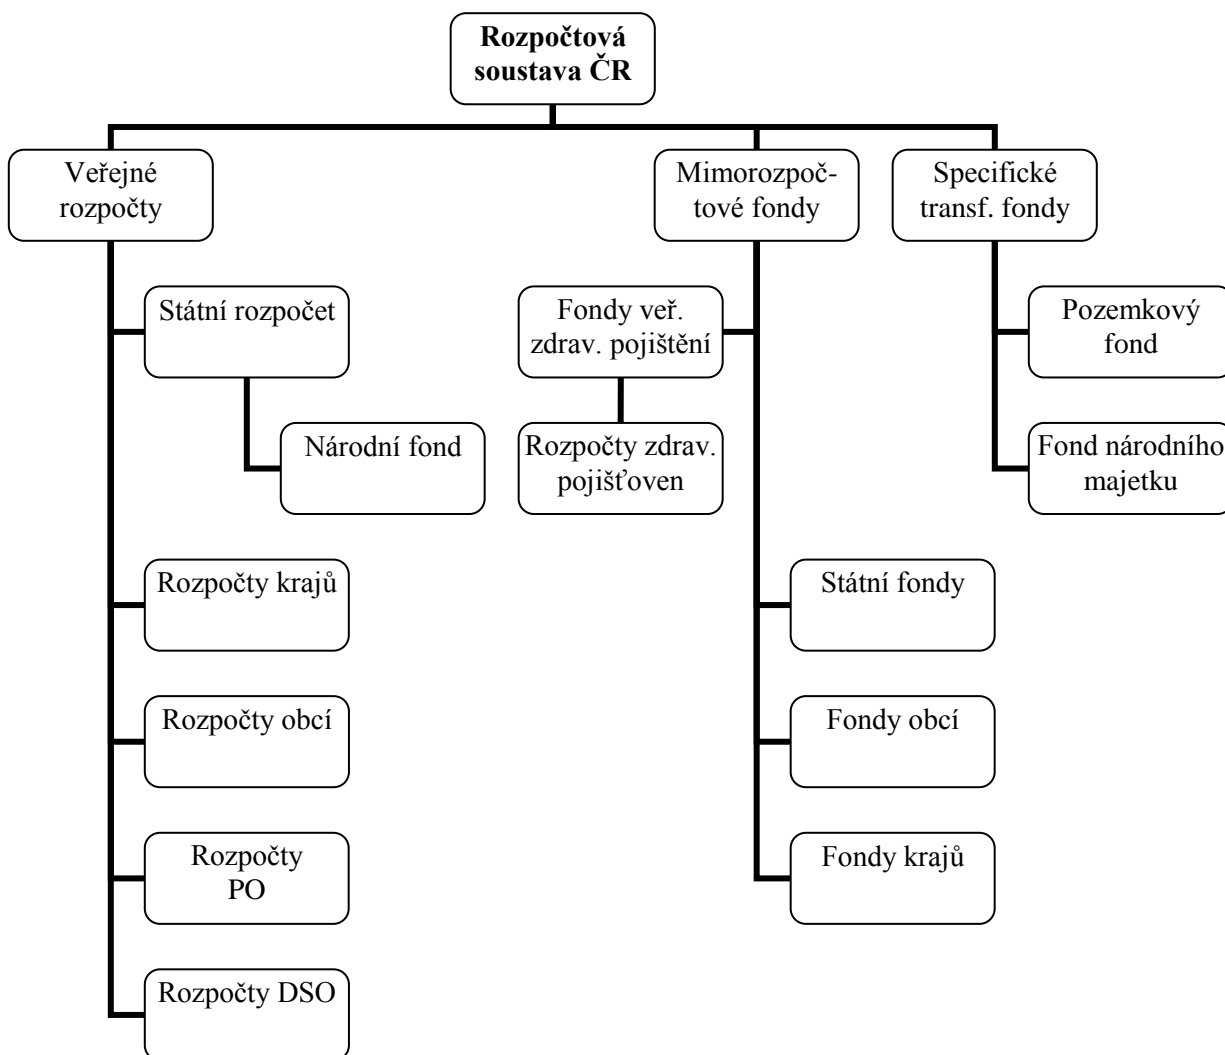 Rozpočtová
soustava ČR
Veřejné
rozpočty
Mimorozpoč-
tové fondy
Specifické
transf. fondy
Státní rozpočet
Fondy veř.
zdrav. pojištění
Pozemkový
fond
Národní fond
Rozpočty zdrav.
pojišťoven
Fond národního
majetku
Rozpočty krajů
Státní fondy
Rozpočty obcí
Fondy obcí
Rozpočty
PO
Fondy krajů
Rozpočty DSO